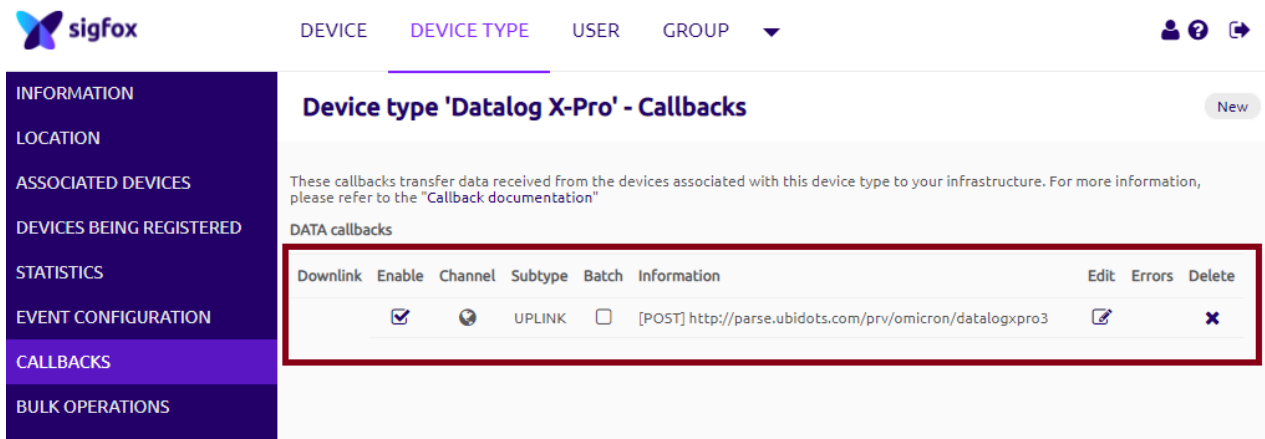 sigfox
DEVICE DEVICE TYPE USER GROUP
INFORMATION
LOCATION
ASSOCIATED DEVICES
DEVICES BEING REGISTERED
STATISTICS
EVENT CONFIGURATION
CALLBACKS
BULK OPERATIONS
Device type 'Datalog X-Pro' - Callbacks
New
These callbacks transfer data received from the devices associated with this device type to your infrastructure. For more information,
please refer to the "Callback documentation"
DATA callbacks
Downlink Enable Channel Subtype Batch Information Edit Errors Delete
UPLINK [POST] http://parse.ubidots.com/prv/omicron/datalogxpro3